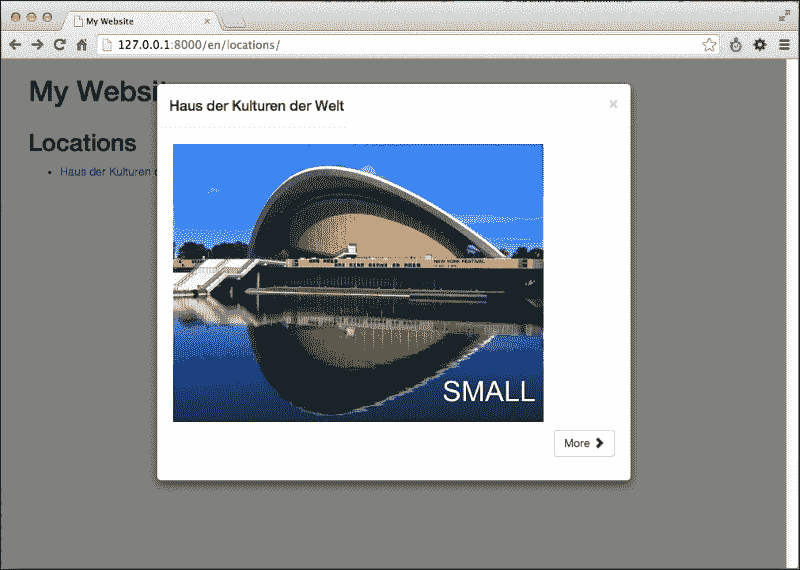 My Website
127.0.0.1:8000/en/locations/
My Websi
Haus der Kulturen der Welt
×
Locations
Haus der Kulturen
NEW YORK FESTIVAL
SMALL
More